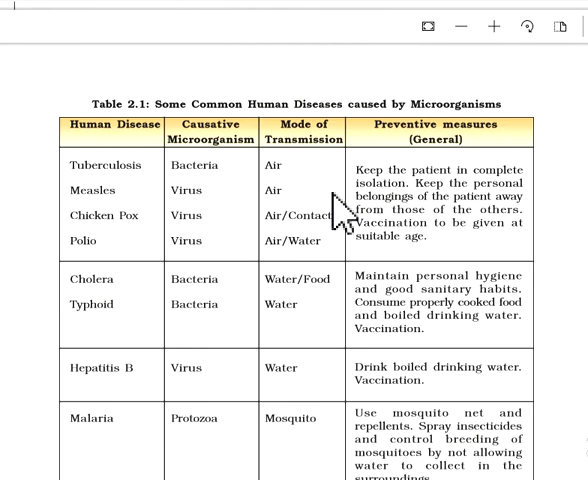 Table 2.1: Some Common Human Diseases caused by Microorganisms
Human Disease Causative Microorganism Mode of Transmission Preventive measures (General)
Tuberculosis Bacteria Air
Measles Virus Air
Chicken Pox Virus Air/Contact
Polio Virus Air/Water
Keep the patient in complete
isolation. Keep the personal
belongings of the patient away
from those of the others.
Vaccination to be given at
suitable age.
Cholera Bacteria Water/Food
Typhoid Bacteria Water
Maintain personal hygiene
and good sanitary habits.
Consume properly cooked food
and boiled drinking water.
Vaccination.
Hepatitis B Virus Water
Drink boiled drinking water.
Vaccination.
Malaria Protozoa Mosquito
Use mosquito net and
repellents. Spray insecticides
and control breeding of
mosquitoes by not allowing
water to collect in the
surroundings.